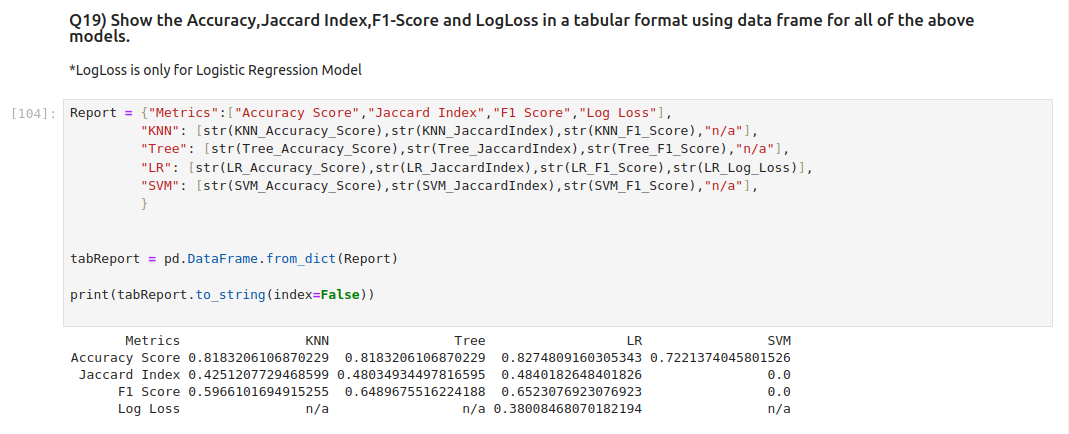 Q19) Show the Accuracy,Jaccard Index,F1-Score and LogLoss in a tabular format using data frame for all of the above
models.
*LogLoss is only for Logistic Regression Model
[104]: Report = {"Metrics":["Accuracy Score","Jaccard Index","F1 Score","Log Loss"],
"KNN": [str(KNN_Accuracy_Score),str(KNN_JaccardIndex),str(KNN_F1_Score),"n/a"],
"Tree": [str(Tree_Accuracy_Score),str(Tree_JaccardIndex),str(Tree_F1_Score),"n/a"],
"LR": [str(LR_Accuracy_Score),str(LR_JaccardIndex),str(LR_F1_Score),str(LR_Log_Loss)],
"SVM": [str(SVM_Accuracy_Score),str(SVM_JaccardIndex),str(SVM_F1_Score),"n/a"],
}
tabReport = pd.DataFrame.from_dict(Report)
print(tabReport.to_string(index=False))
Metrics KNN Tree LR SVM
Accuracy Score 0.8183206106870229 0.8183206106870229 0.8274809160305343 0.7221374045801526
Jaccard Index 0.4251207729468599 0.48034934497816595 0.4840182648401826 0.0
F1 Score 0.5966101694915255 0.6489675516224188 0.6523076923076923 0.0
Log Loss n/a n/a 0.38008468070182194 n/a